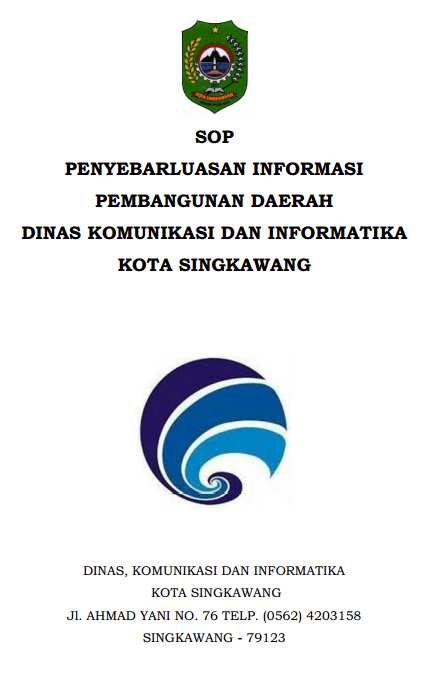 SOP
PENYEBARLUASAN INFORMASI
PEMBANGUNAN DAERAH
DINAS KOMUNIKASI DAN INFORMATIKA
KOTA SINGKAWANG
DINAS, KOMUNIKASI DAN INFORMATIKA
KOTA SINGKAWANG
Jl. AHMAD YANI NO. 76 TELP. (0562) 4203158
SINGKAWANG - 79123